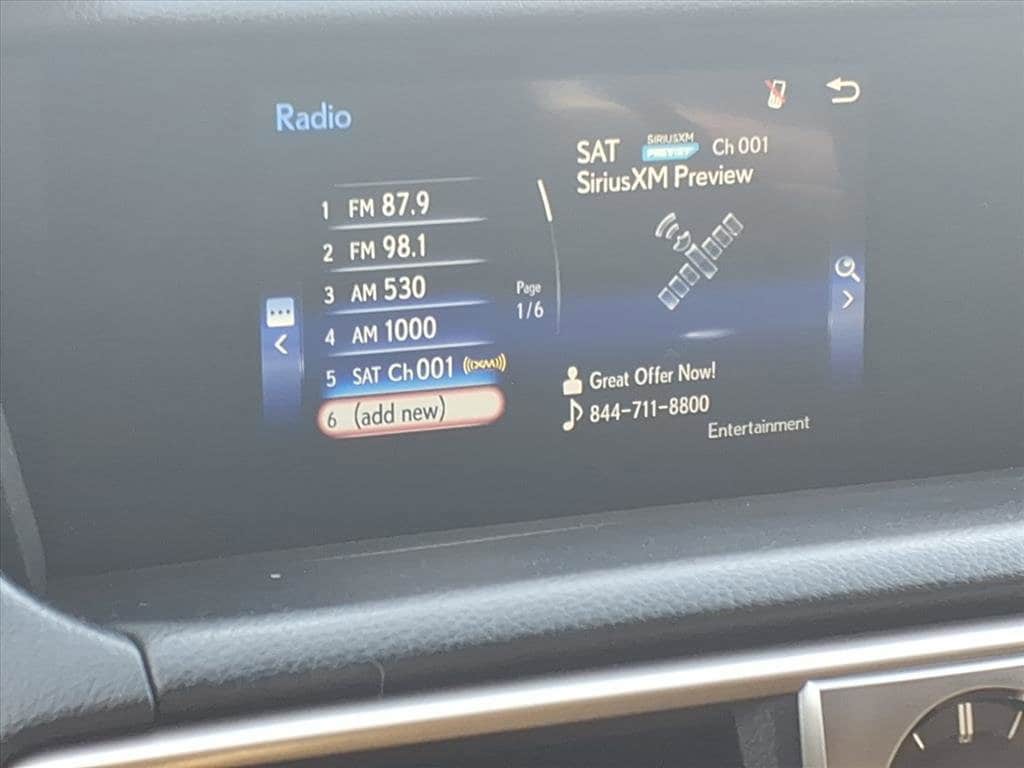 Radio
1 FM 87.9
2 FM 98.1
3 AM 530
4 AM 1000
5 SAT Ch 001 ((XM))
6 (add new)
Page
1/6
SAT SIRIUSXM PREVIEW Ch 001
SiriusXM Preview
Great Offer Now!
844-711-8800
Entertainment